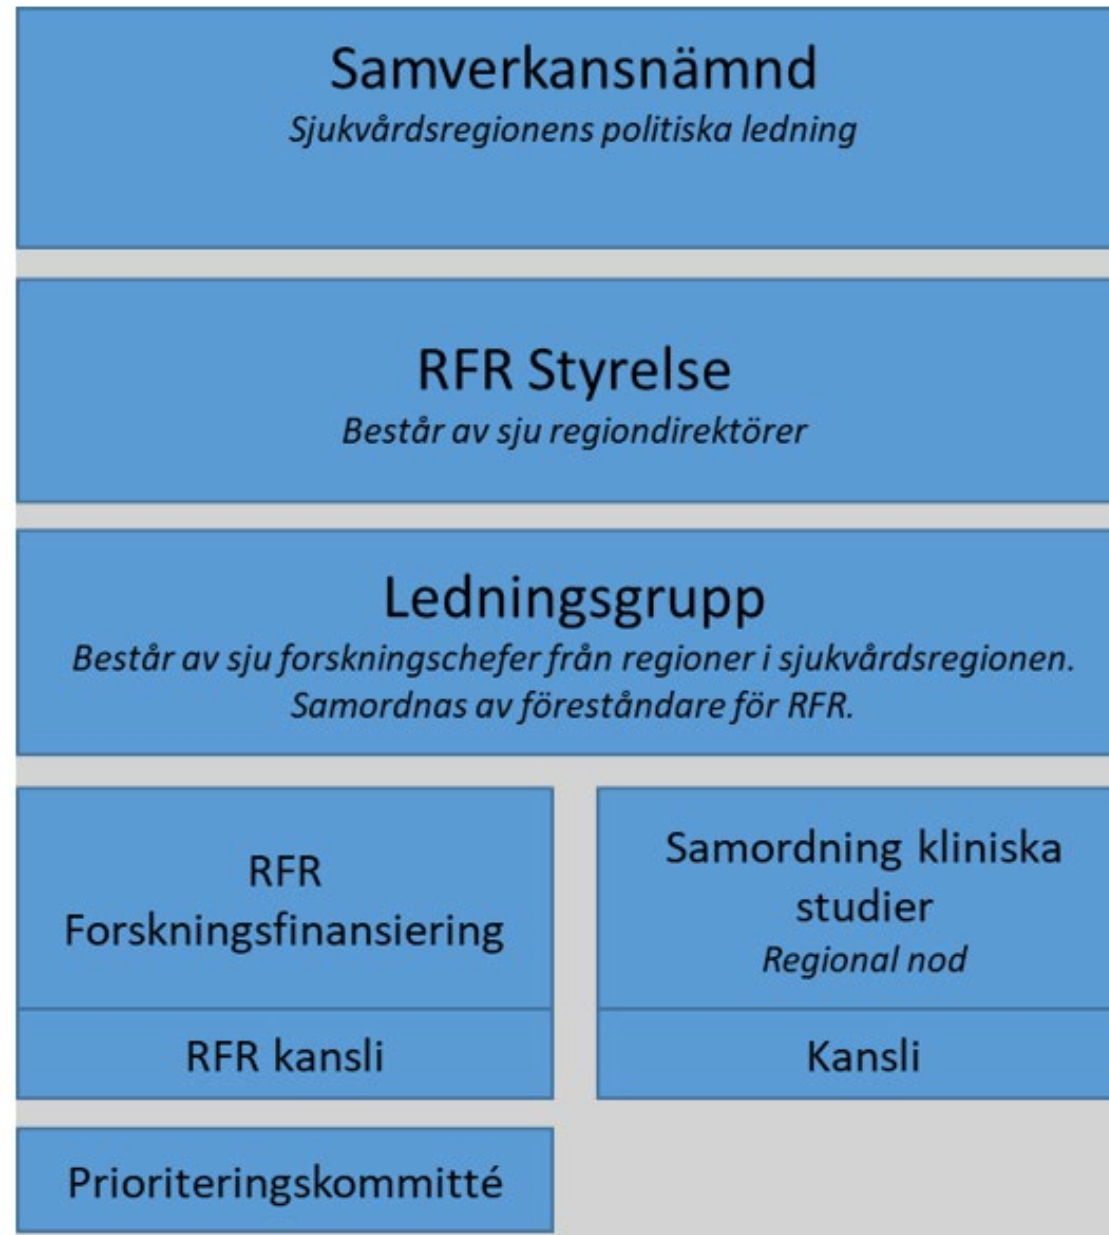 Samverkansnämnd
Sjukvårdsregionens politiska ledning
RFR Styrelse
Består av sju regiondirektörer
Ledningsgrupp
Består av sju forskningschefer från regioner i sjukvårdsregionen.
Samordnas av föreståndare för RFR.
RFR
Forskningsfinansiering
RFR kansli
Samordning kliniska
studier
Regional nod
Kansli
Prioriteringskommitté